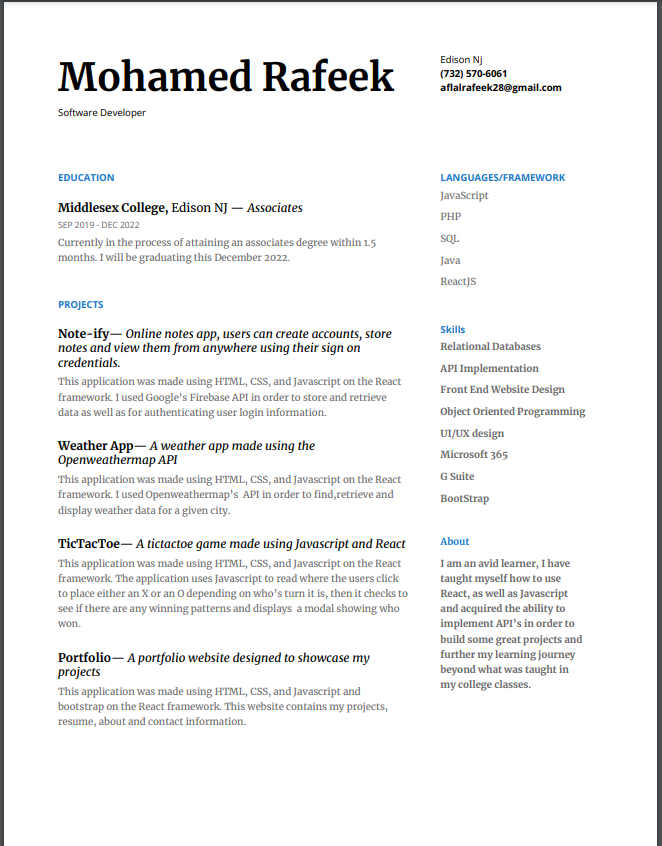 Mohamed Rafeek
Software Developer
Edison Nj
(732) 570-6061
aflalrafeek28@gmail.com
EDUCATION
Middlesex College, Edison NJ — Associates
SEP 2019 - DEC 2022
Currently in the process of attaining an associates degree within 1.5
months. I will be graduating this December 2022.
PROJECTS
Note-ify— Online notes app, users can create accounts, store
notes and view them from anywhere using their sign on
credentials.
This application was made using HTML, CSS, and Javascript on the React
framework. I used Google's Firebase API in order to store and retrieve
data as well as for authenticating user login information.
Weather App— A weather app made using the
Openweathermap API
This application was made using HTML, CSS, and Javascript on the React
framework. I used Openweathermap's  API in order to find,retrieve and
display weather data for a given city.
TicTacToe— A tictactoe game made using Javascript and React
This application was made using HTML, CSS, and Javascript on the React
framework. The application uses Javascript to read where the users click
to place either an X or an O depending on who's turn it is, then it checks to
see if there are any winning patterns and displays  a modal showing who
won.
Portfolio— A portfolio website designed to showcase my
projects
This application was made using HTML, CSS, and Javascript and
bootstrap on the React framework. This website contains my projects,
resume, about and contact information.
LANGUAGES/FRAMEWORK
JavaScript
PHP
SQL
Java
ReactJS
Skills
Relational Databases
API Implementation
Front End Website Design
Object Oriented Programming
UI/UX design
Microsoft 365
G Suite
BootStrap
About
I am an avid learner, I have
taught myself how to use
React, as well as Javascript
and acquired the ability to
implement API's in order to
build some great projects and
further my learning journey
beyond what was taught in
my college classes.